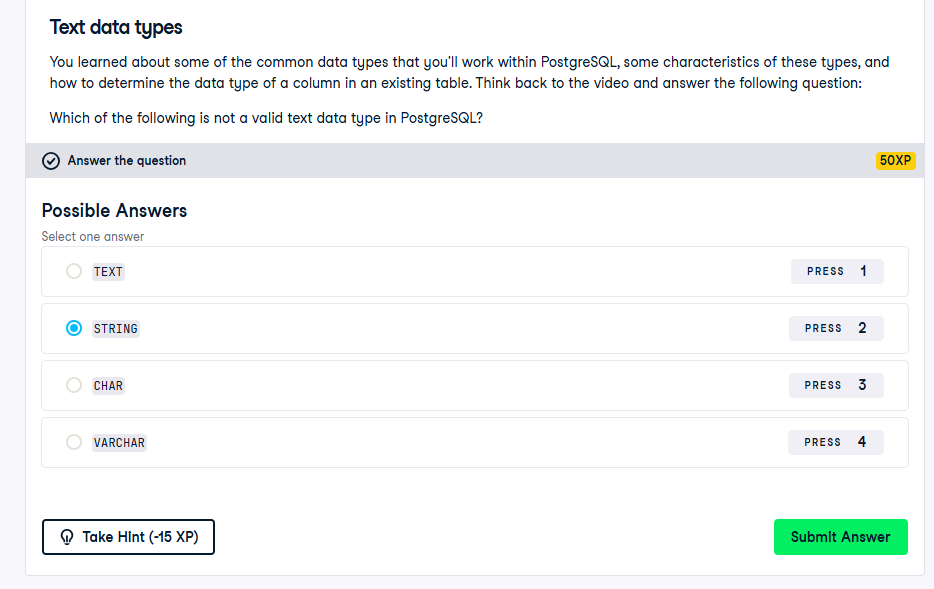 Text data types
You learned about some of the common data types that you'll work within PostgreSQL, some characteristics of these types, and
how to determine the data type of a column in an existing table. Think back to the video and answer the following question:
Which of the following is not a valid text data type in PostgreSQL?
Answer the question 50XP
Possible Answers
Select one answer
TEXT PRESS 1
STRING PRESS 2
CHAR PRESS 3
VARCHAR PRESS 4
Take Hint (-15 XP) Submit Answer